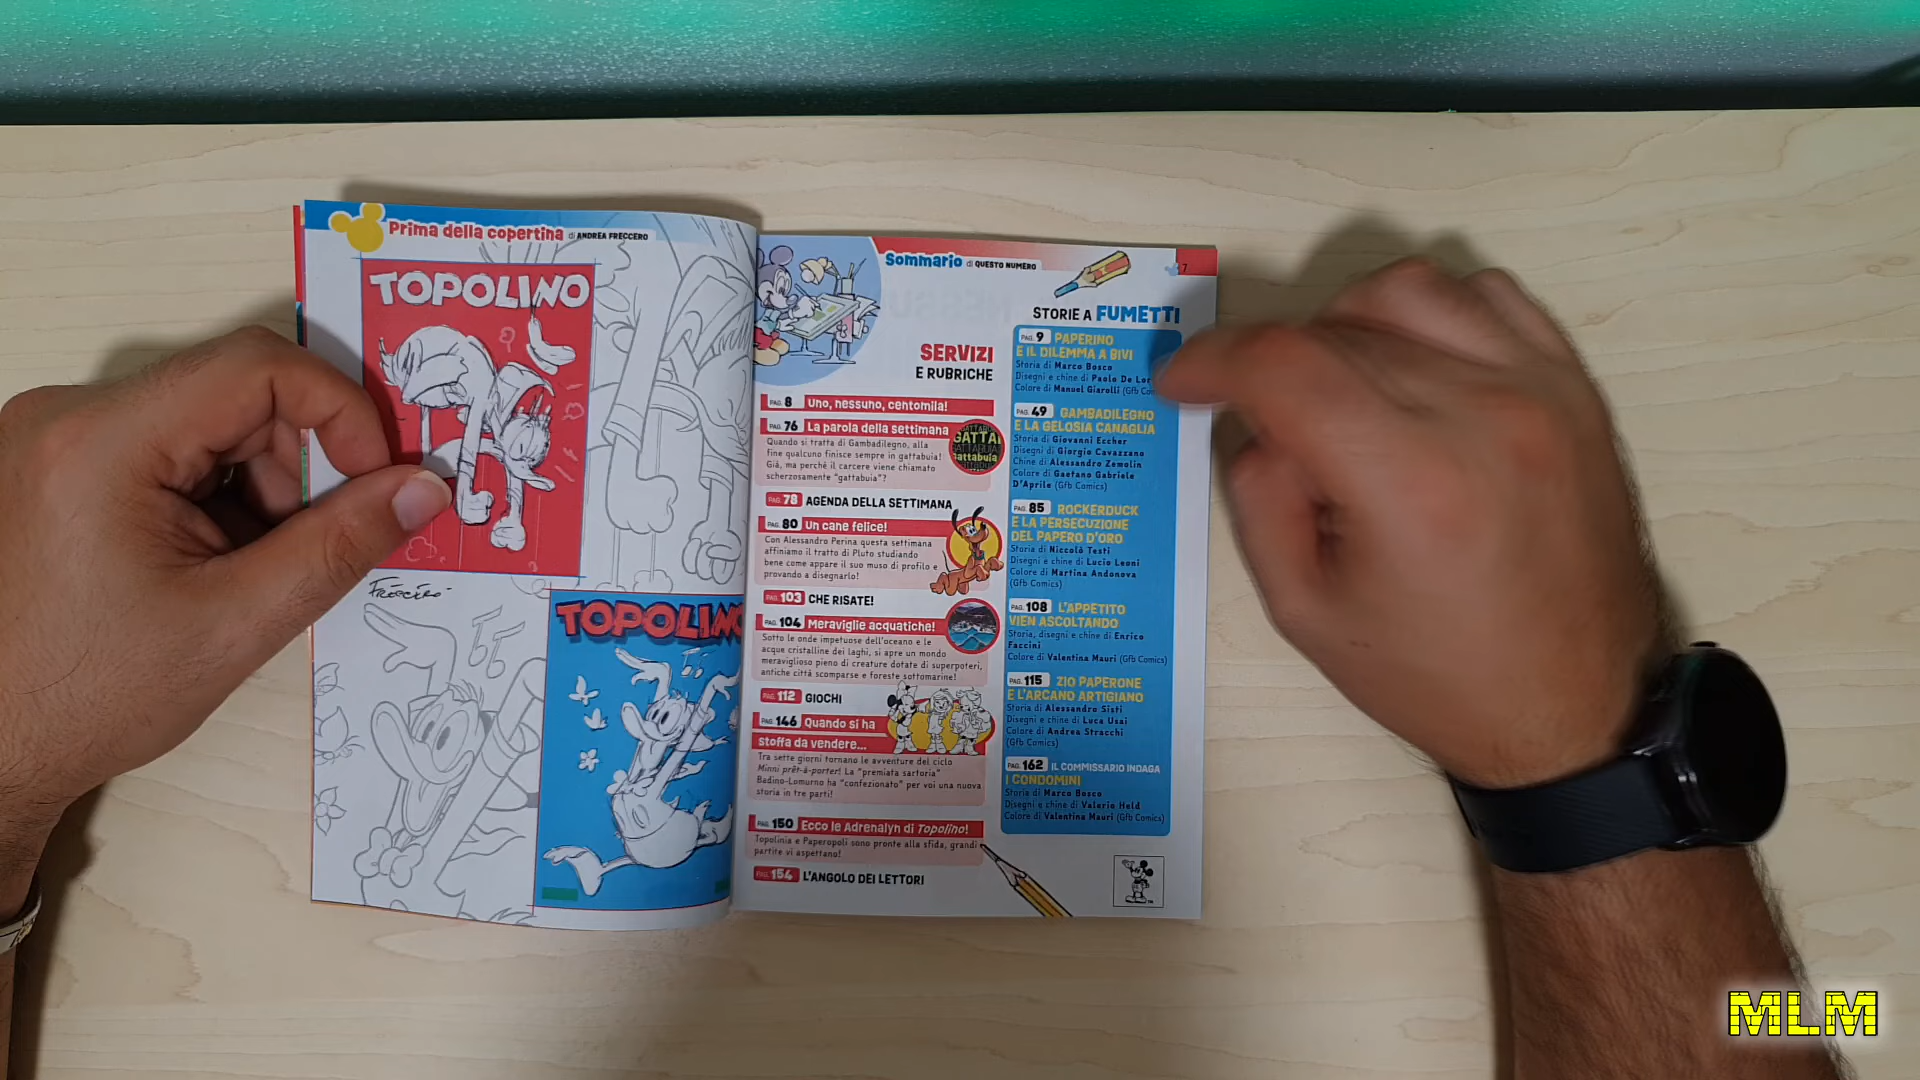 Prima della copertina di ANDREA FRECCERO
TOPOLINO
TOPOLINO
Sommario di QUESTO NUMERO
7
SERVIZI
E RUBRICHE
PAG. 8 Uno, nessuno, centomila!
PAG. 76 La parola della settimana
Quando si tratta di Gambadilegno, alla
fine qualcuno finisce sempre in gattabuia!
Già, ma perché il carcere viene chiamato
scherzosamente "gattabuia"?
PAG. 78 AGENDA DELLA SETTIMANA
PAG. 80 Un cane felice!
Con Alessandro Perina questa settimana
affiniamo il tratto di Pluto studiando
bene come appare il suo muso di profilo e
provando a disegnarlo!
PAG. 103 CHE RISATE!
PAG. 104 Meraviglie acquatiche!
Sotto le onde impetuose dell'oceano e le
acque cristalline dei laghi, si apre un mondo
meraviglioso pieno di creature dotate di superpoteri,
antiche città scomparse e foreste sottomarine!
PAG. 112 GIOCHI
PAG. 146 Quando si ha
stoffa da vendere...
Tra sette giorni tornano le avventure del ciclo
Minni prêt-à-porter! La "premiata sartoria"
Badino-Lomurno ha "confezionato" per voi una nuova
storia in tre parti!
PAG. 150 Ecco le Adrenalyn di Topolino!
Topolinia e Paperopoli sono pronte alla sfida, grandi
partite vi aspettano!
PAG. 154 L'ANGOLO DEI LETTORI
STORIE A FUMETTI
PAG. 9 PAPERINO
E IL DILEMMA A BIVI
Storia di Marco Bosco
Disegni e chine di Paolo De
Colore di Manuel Giarolli (Gfb
PAG. 49 GAMBADILEGNO
E LA GELOSIA CANAGLIA
Storia di Giovanni Eccher
Disegni di Giorgio Cavazzano
Chine di Alessandro Zemolin
Colore di Gaetano Gabriele
D'Aprile (Gfb Comics)
PAG. 85 ROCKERDUCK
E LA PERSECUZIONE
DEL PAPERO D'ORO
Storia di Niccolò Testi
Disegni e chine di Lucio Leoni
Colore di Martina Andonova
(Gfb Comics)
PAG. 108 L'APPETITO
VIEN ASCOLTANDO
Storia, disegni e chine di Enrico
Faccini
Colore di Valentina Mauri (Gfb Comics)
PAG. 115 ZIO PAPERONE
E L'ARCANO ARTIGIANO
Storia di Alessandro Sisti
Disegni e chine di Luca Usai
Colore di Andrea Stracchi
(Gfb Comics)
PAG. 162 IL COMMISSARIO INDAGA
I CONDOMINI
Storia di Marco Bosco
Disegni e chine di Valerio Held
Colore di Valentina Mauri (Gfb Comics)
MLM